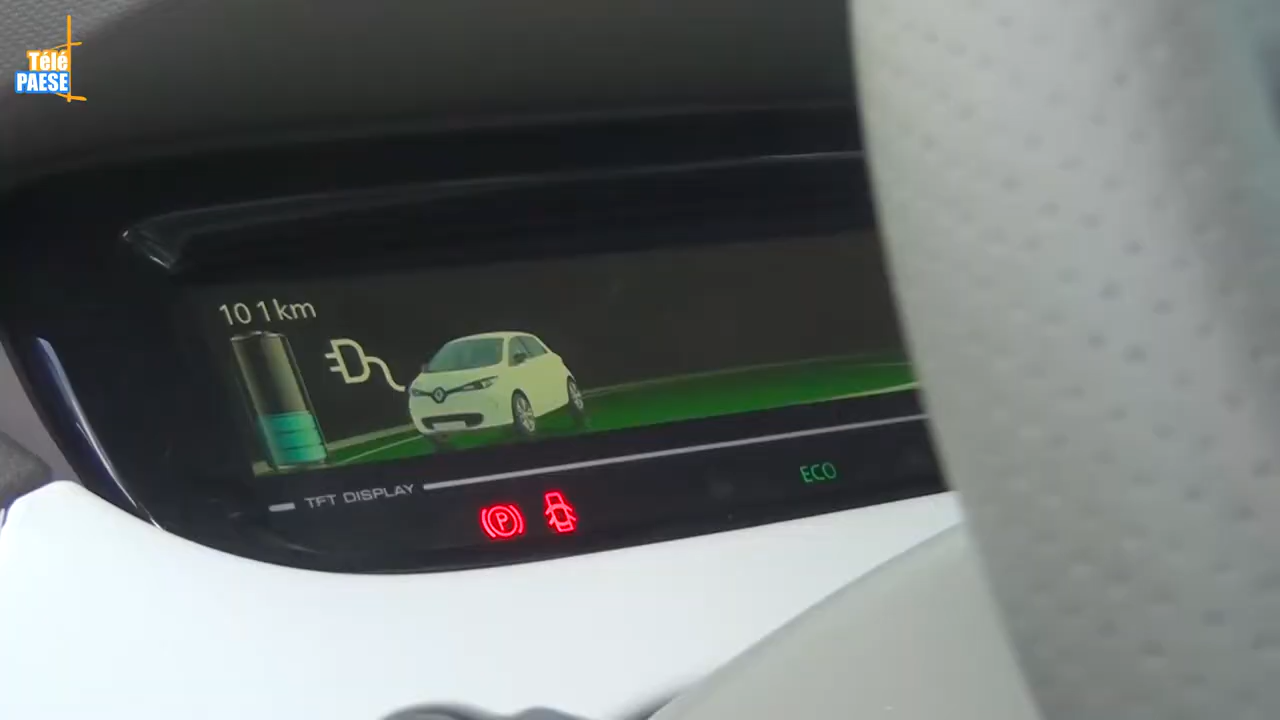 Télé
PAESE
101km
TFT DISPLAY
ECO
P